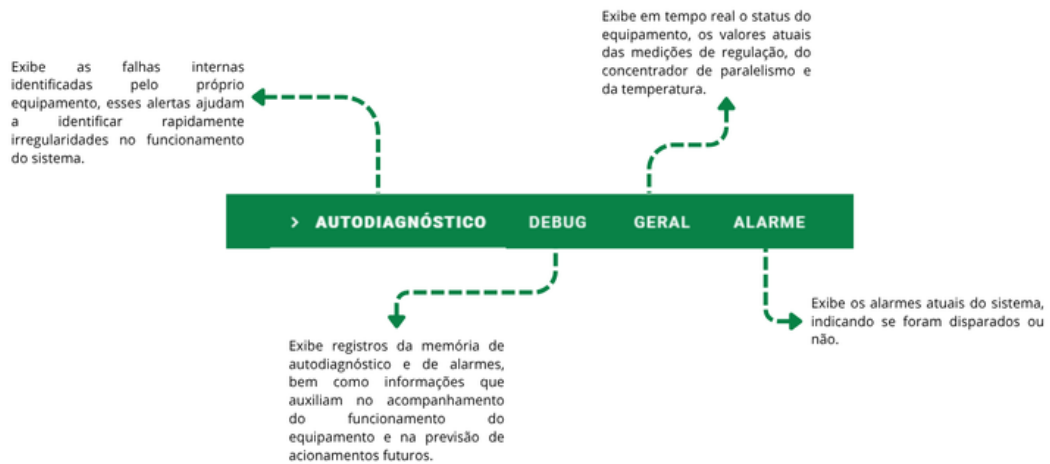 Exibe em tempo real o status do
equipamento, os valores atuais
das medições de regulação, do
concentrador de paralelismo e
da temperatura.
Exibe as falhas internas
identificadas pelo próprio
equipamento, esses alertas ajudam
a identificar rapidamente
irregularidades no funcionamento
do sistema.
> AUTODIAGNÓSTICO DEBUG GERAL ALARME
Exibe os alarmes atuais do sistema,
indicando se foram disparados ou
não.
Exibe registros da memória de
autodiagnóstico e de alarmes,
bem como informações que
auxiliam no acompanhamento
do funcionamento do
equipamento e na previsão de
acionamentos futuros.